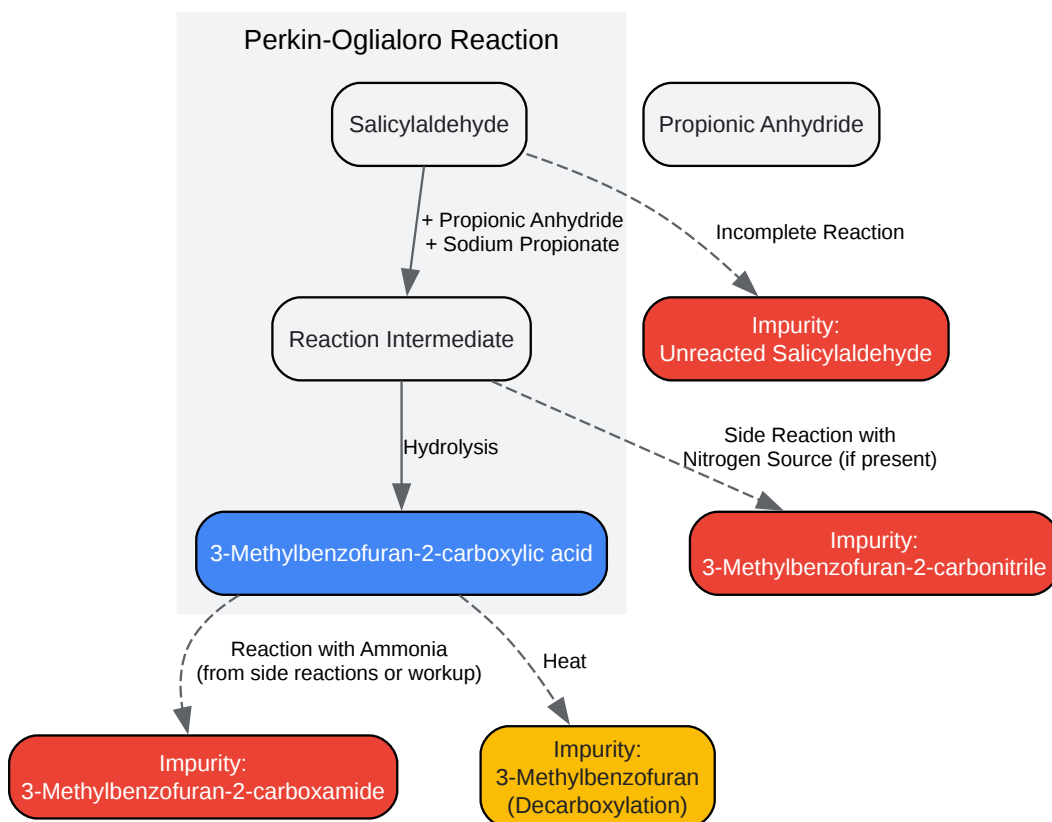 Perkin-Oglialoro Reaction
Salicylaldehyde
Propionic Anhydride
+ Propionic Anhydride
+ Sodium Propionate
Incomplete Reaction
Reaction Intermediate
Impurity:
Unreacted Salicylaldehyde
Hydrolysis
Side Reaction with
Nitrogen Source (if present)
3-Methylbenzofuran-2-carboxylic acid
Impurity:
3-Methylbenzofuran-2-carbonitrile
Reaction with Ammonia
(from side reactions or workup)
Heat
Impurity:
3-Methylbenzofuran-2-carboxamide
Impurity:
3-Methylbenzofuran
(Decarboxylation)